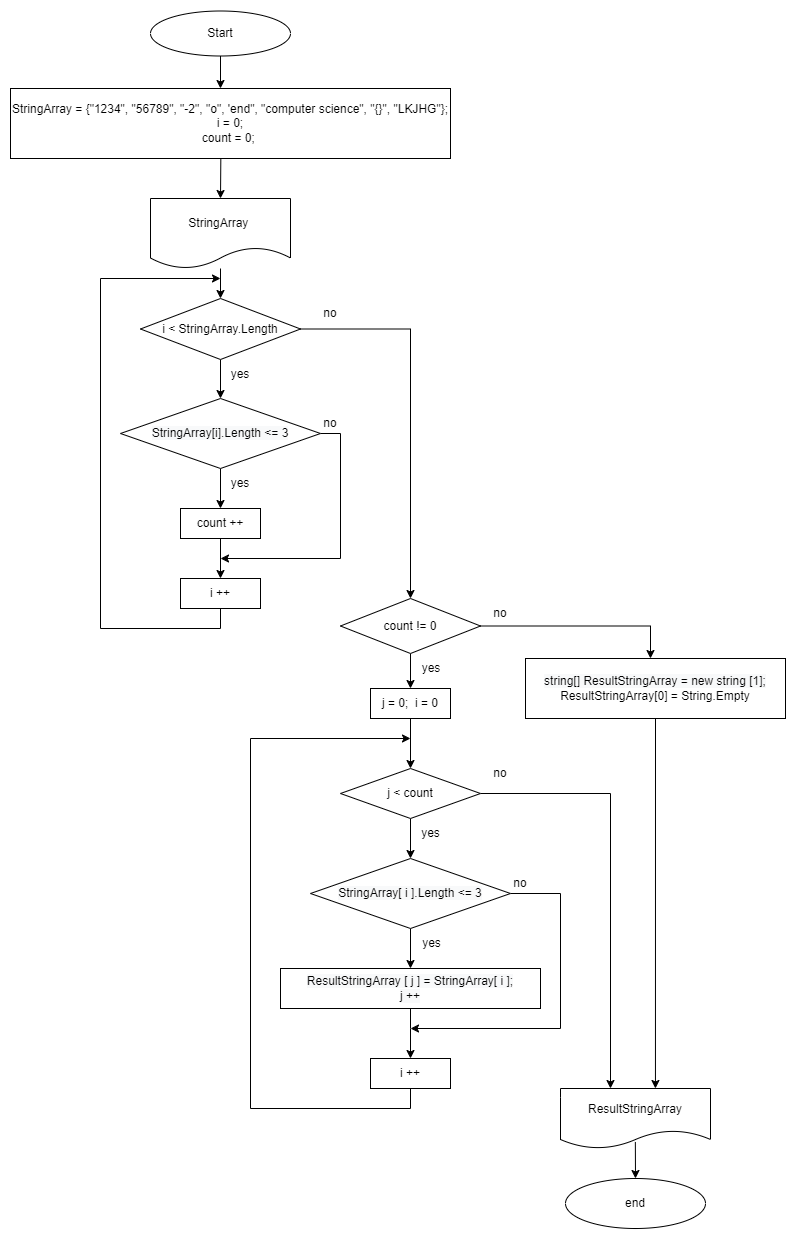 Start
StringArray = {"1234", "56789", "-2", "o", 'end", "computer science", "{}", "LKJHG"};
i = 0;
count = 0;
StringArray
i < StringArray.Length
no
yes
StringArray[i].Length <= 3
no
yes
count ++
i ++
count != 0
no
yes
string[] ResultStringArray = new string [1];
ResultStringArray[0] = String.Empty
j = 0;  i = 0
j < count
no
yes
StringArray[ i ].Length <= 3
no
yes
ResultStringArray [ j ] = StringArray[ i ];
j ++
i ++
ResultStringArray
end